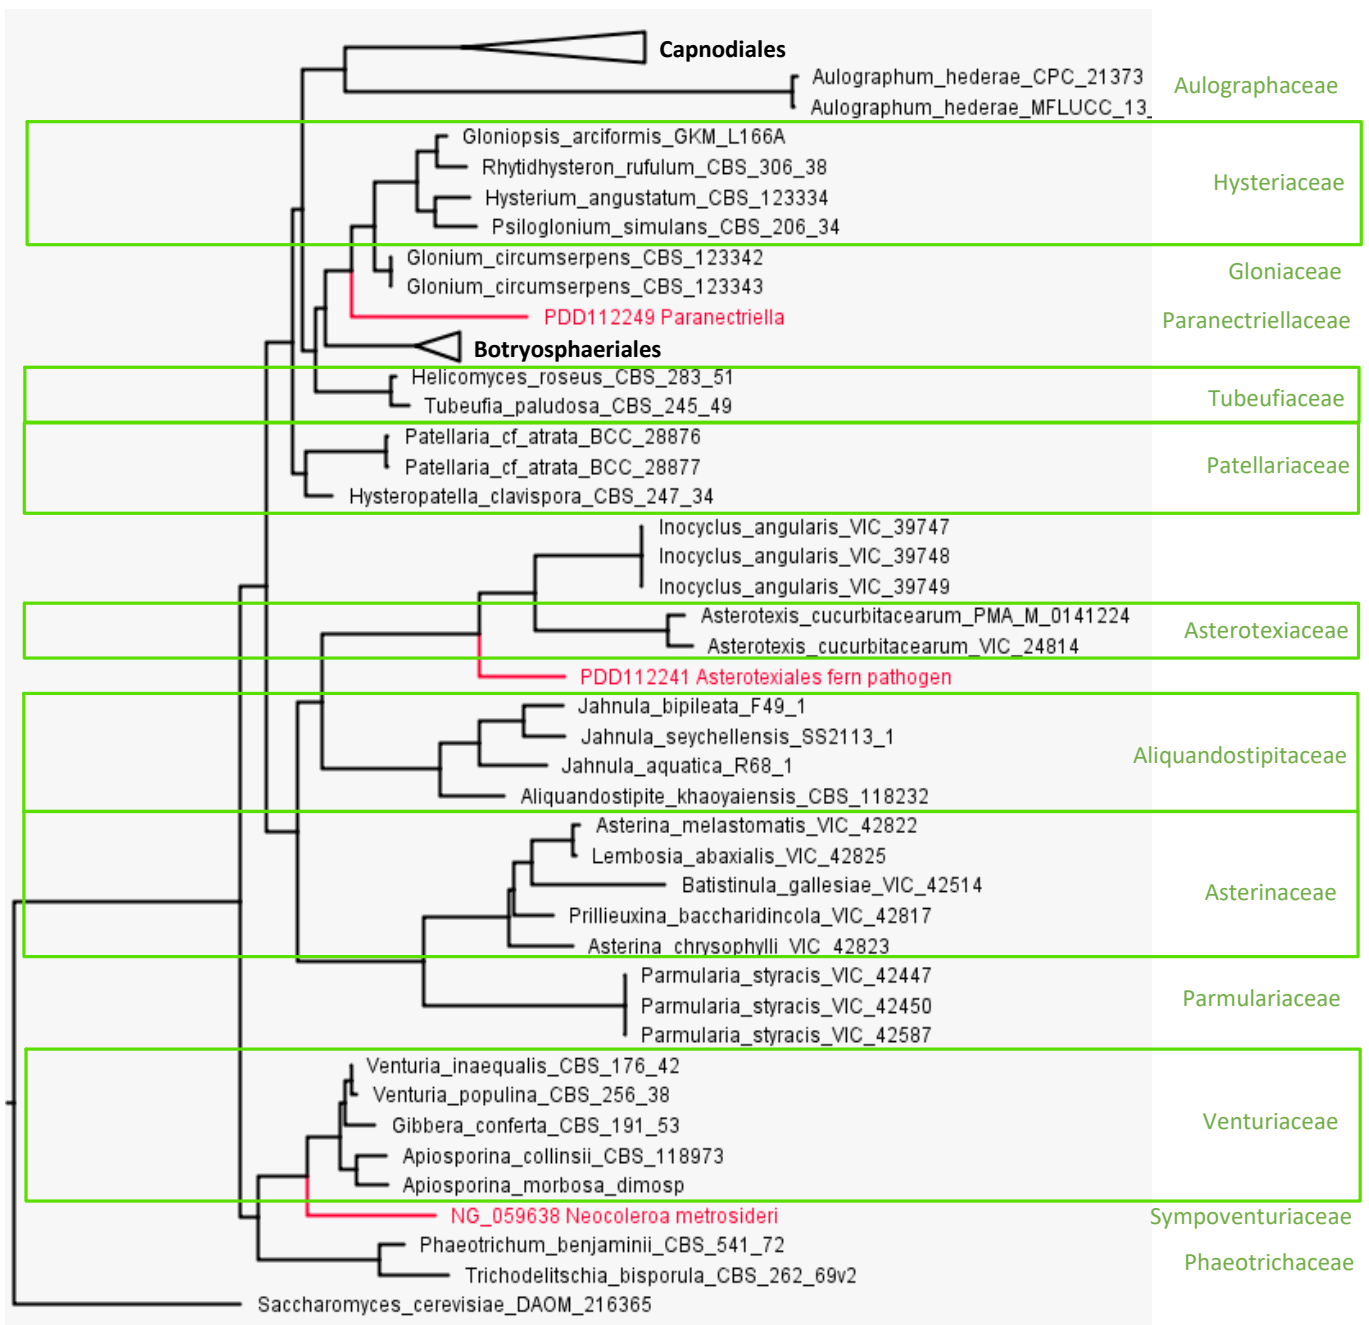 Capnodiales
Aulographum_hederae_CPC_21373
Aulographaceae
Aulographum_hederae_MFLUCC_13_
Gloniopsis_arciformis_GKM_L166A
Rhytidhysteron_rufulum_CBS_306_38
Hysteriaceae
Hysterium_angustatum_CBS_123334
Psiloglonium_simulans_CBS_206_34
Glonium_circumserpens_CBS_123342
Gloniaceae
Glonium_circumserpens_CBS_123343
PDD112249 Paranectriella
Paranectriellaceae
Botryosphaeriales
Helicomyces_roseus_CBS_283_51
Tubeufiaceae
Tubeufia_paludosa_CBS_245_49
Patellaria_cf_atrata_BCC_28876
Patellariaceae
Patellaria_cf_atrata_BCC_28877
Hysteropatella_clavispora_CBS_247_34
Inocyclus_angularis_VIC_39747
Inocyclus_angularis_VIC_39748
Inocyclus_angularis_VIC_39749
Asterotexis_cucurbitacearum_PMA_M_0141224
Asterotexiaceae
Asterotexis_cucurbitacearum_VIC_24814
PDD112241 Asterotexiales fern pathogen
Jahnula_bipileata_F49_1
Jahnula_seychellensis_SS2113_1
Aliquandostipitaceae
Jahnula_aquatica_R68_1
Aliquandostipite_khaoyaiensis_CBS_118232
Asterina_melastomatis_VIC_42822
Lembosia_abaxialis_VIC_42825
Batistinula_gallesiae_VIC_42514
Asterinaceae
Prillieuxina_baccharidincola_VIC_42817
Asterina_chrysophylli_VIC_42823
Parmularia_styracis_VIC_42447
Parmulariaceae
Parmularia_styracis_VIC_42450
Parmularia_styracis_VIC_42587
Venturia_inaequalis_CBS_176_42
Venturia_populina_CBS_256_38
Venturiaceae
Gibbera_conferta_CBS_191_53
Apiosporina_collinsii_CBS_118973
Apiosporina_morbosa_dimosp
NG_059638 Neocoleroa metrosideri
Sympoventuriaceae
Phaeotrichum_benjaminii_CBS_541_72
Phaeotrichaceae
Trichodelitschia_bisporula_CBS_262_69v2
Saccharomyces_cerevisiae_DAOM_216365